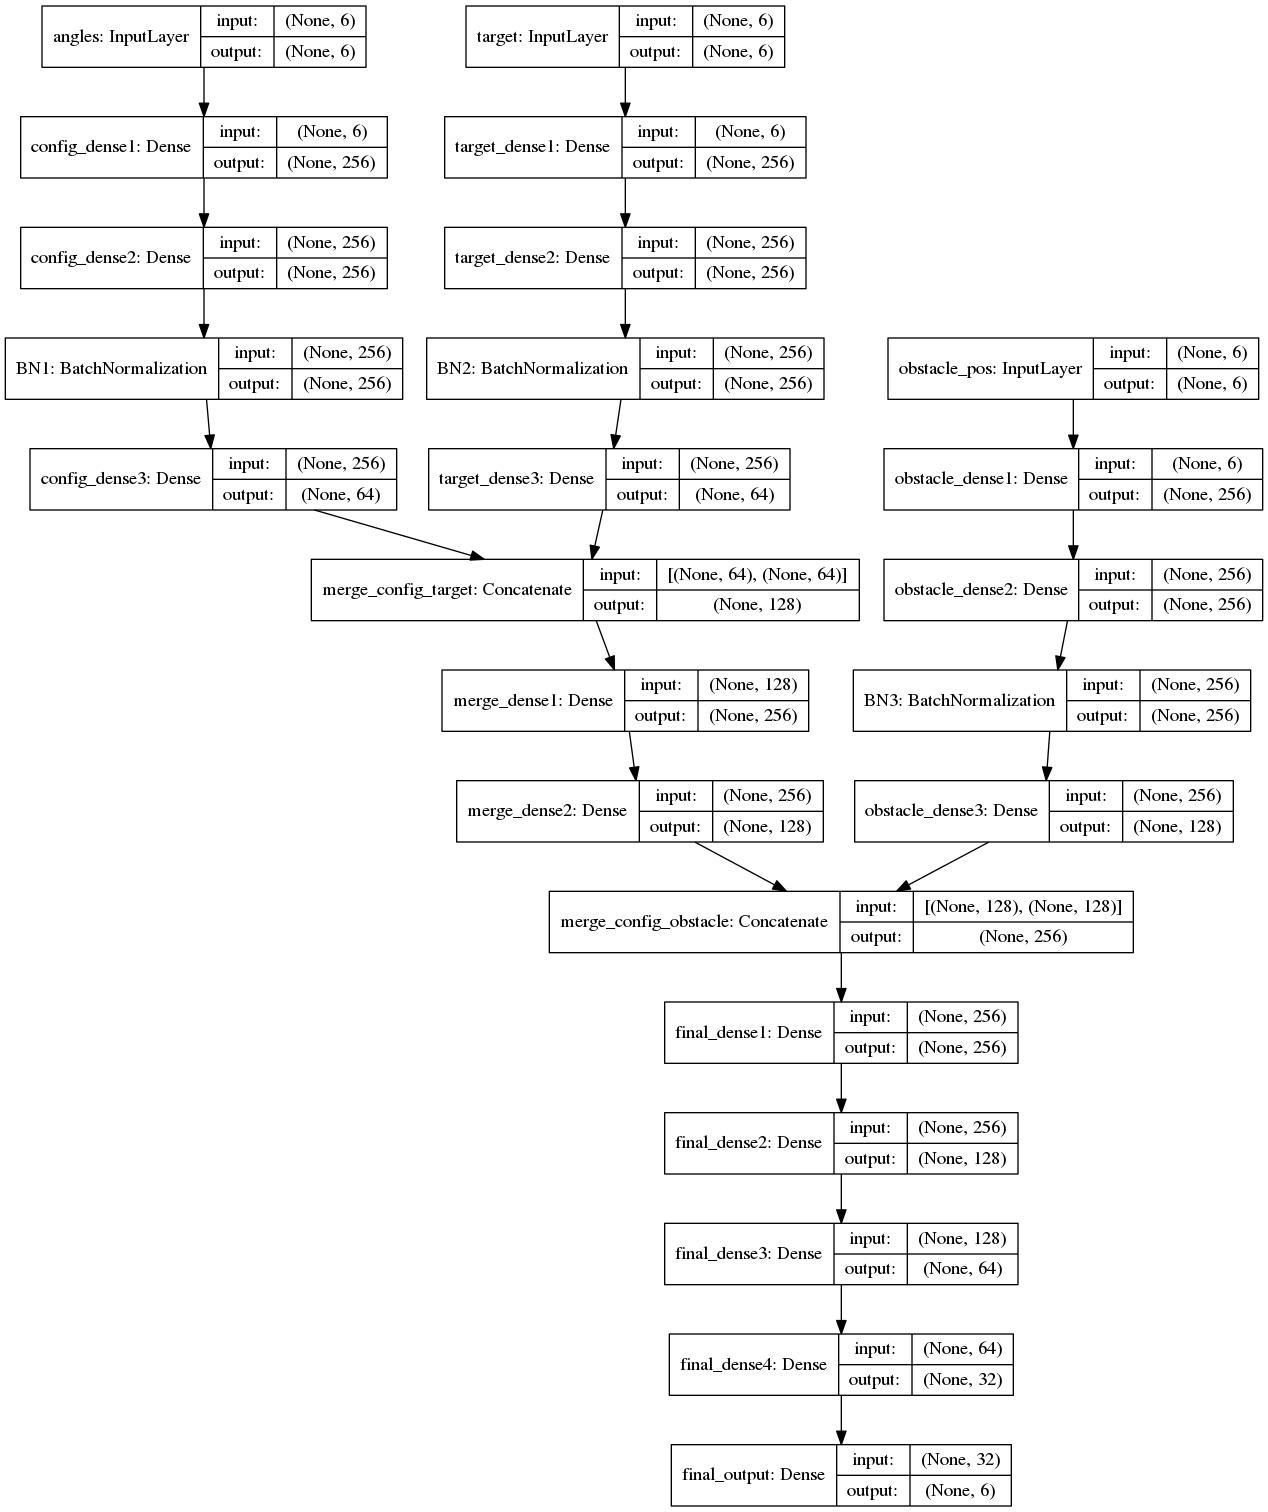 angles: InputLayer
input: (None, 6)
output: (None, 6)
target: InputLayer
input: (None, 6)
output: (None, 6)
config_dense1: Dense
input: (None, 6)
output: (None, 256)
target_dense1: Dense
input: (None, 6)
output: (None, 256)
config_dense2: Dense
input: (None, 256)
output: (None, 256)
target_dense2: Dense
input: (None, 256)
output: (None, 256)
BN1: BatchNormalization
input: (None, 256)
output: (None, 256)
BN2: BatchNormalization
input: (None, 256)
output: (None, 256)
obstacle_pos: InputLayer
input: (None, 6)
output: (None, 6)
config_dense3: Dense
input: (None, 256)
output: (None, 64)
target_dense3: Dense
input: (None, 256)
output: (None, 64)
obstacle_dense1: Dense
input: (None, 6)
output: (None, 256)
merge_config_target: Concatenate
input: [(None, 64), (None, 64)]
output: (None, 128)
obstacle_dense2: Dense
input: (None, 256)
output: (None, 256)
merge_dense1: Dense
input: (None, 128)
output: (None, 256)
BN3: BatchNormalization
input: (None, 256)
output: (None, 256)
merge_dense2: Dense
input: (None, 256)
output: (None, 128)
obstacle_dense3: Dense
input: (None, 256)
output: (None, 128)
merge_config_obstacle: Concatenate
input: [(None, 128), (None, 128)]
output: (None, 256)
final_dense1: Dense
input: (None, 256)
output: (None, 256)
final_dense2: Dense
input: (None, 256)
output: (None, 128)
final_dense3: Dense
input: (None, 128)
output: (None, 64)
final_dense4: Dense
input: (None, 64)
output: (None, 32)
final_output: Dense
input: (None, 32)
output: (None, 6)